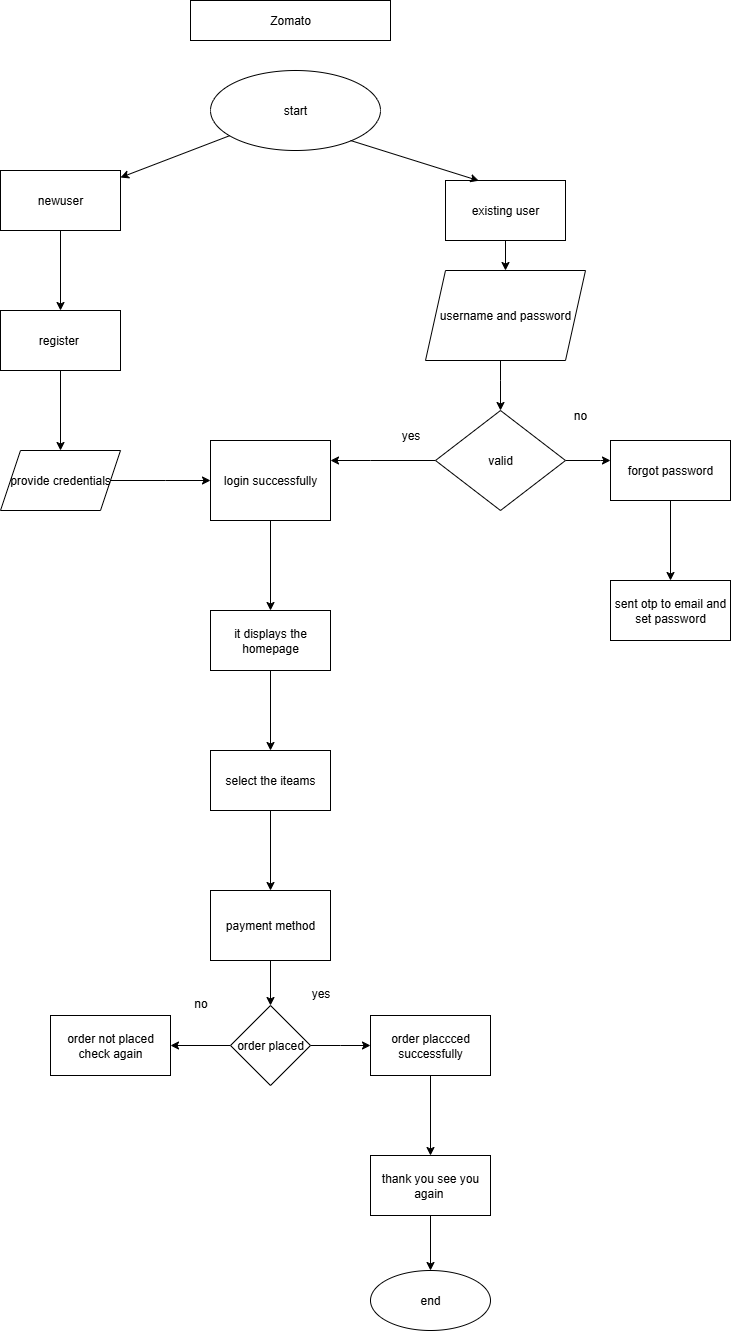 Zomato
start
newuser
existing user
username and password
register
yes
no
valid
forgot password
provide credentials
login successfully
sent otp to email and
set password
it displays the
homepage
select the iteams
payment method
no
yes
order not placed
check again
order placed
order placcced
successfully
thank you see you
again
end